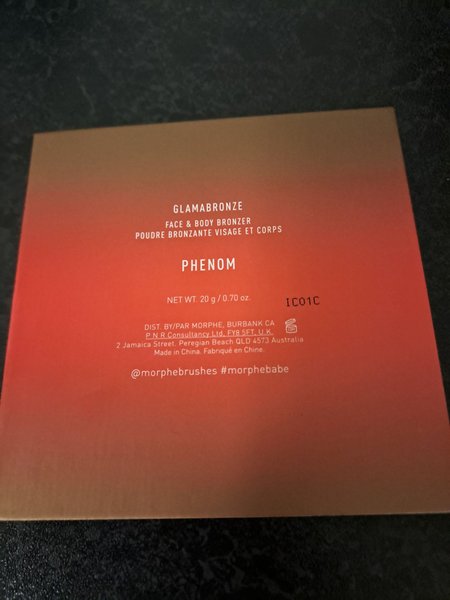 GLAMABRONZE
FACE & BODY BRONZER
POUDRE BRONZANTE VISAGE ET CORPS
PHENOM
NET WT. 20 g / 0.70 oz.
IC01C
DIST. BY/PAR MORPHE, BURBANK CA
P N R Consultancy Ltd, FY8 5FT, U.K.
2 Jamaica Street, Peregian Beach QLD 4573 Australia
Made in China. Fabriqué en Chine.
@morphebrushes #morphebabe